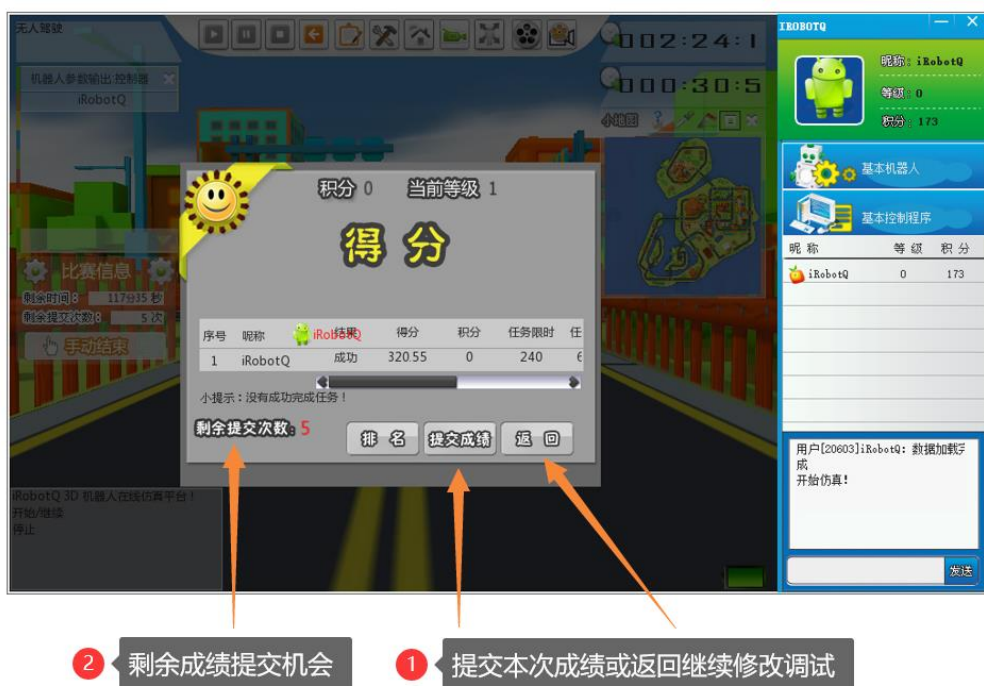 无人驾驶
002:24:1
000:30:5
机器人参数输出 控制器
iRobotQ
小地图
比赛信息
剩余时间： 117分35 秒
剩余提交次数： 5 次
手动结束
积分 0 当前等级 1
得 分
序号 昵称 iRobotQ 结果 得分 积分 任务限时 任
1 iRobotQ 成功 320.55 0 240 6
小提示：没有成功完成任务！
剩余提交次数：5
排 名 提交成绩 返 回
iRobotQ 3D 机器人在线仿真平台！
开始/继续
停止
IROBOTQ
昵称：iRobotQ
等级：0
积分：173
基本机器人
基本控制程序
昵 称 等 级 积 分
iRobotQ 0 173
用户[20603]iRobotQ：数据加载完
成
开始仿真！
发送
2 剩余成绩提交机会
1 提交本次成绩或返回继续修改调试